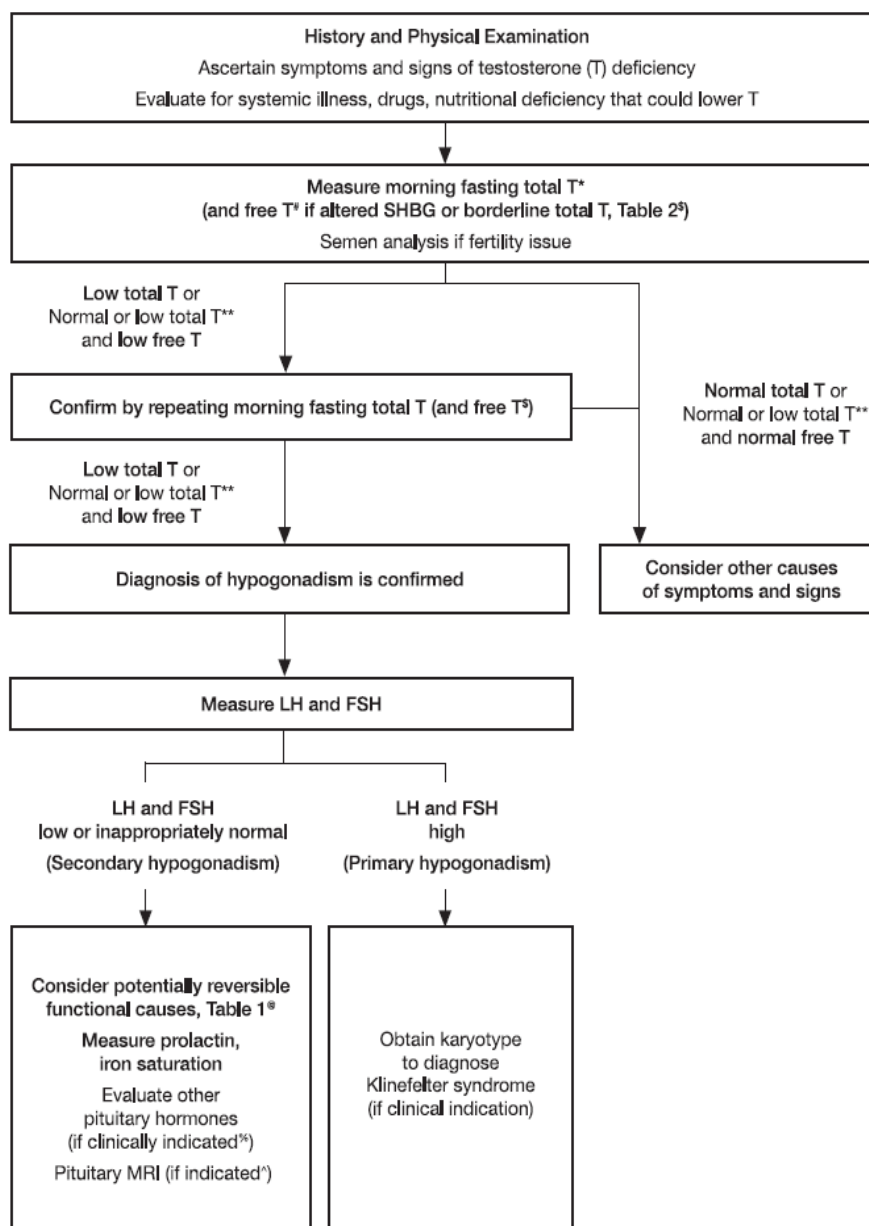 History and Physical Examination
Ascertain symptoms and signs of testosterone (T) deficiency
Evaluate for systemic illness, drugs, nutritional deficiency that could lower T
Measure morning fasting total T*
(and free T# if altered SHBG or borderline total T, Table 2$)
Semen analysis if fertility issue
Low total T or
Normal or low total T**
and low free T
Normal total T or
Normal or low total T**
and normal free T
Confirm by repeating morning fasting total T (and free T$)
Low total T or
Normal or low total T**
and low free T
Diagnosis of hypogonadism is confirmed
Consider other causes
of symptoms and signs
Measure LH and FSH
LH and FSH
low or inappropriately normal
(Secondary hypogonadism)
LH and FSH
high
(Primary hypogonadism)
Consider potentially reversible
functional causes, Table 1@
Measure prolactin,
iron saturation
Evaluate other
pituitary hormones
(if clinically indicated%)
Pituitary MRI (if indicated^)
Obtain karyotype
to diagnose
Klinefelter syndrome
(if clinical indication)